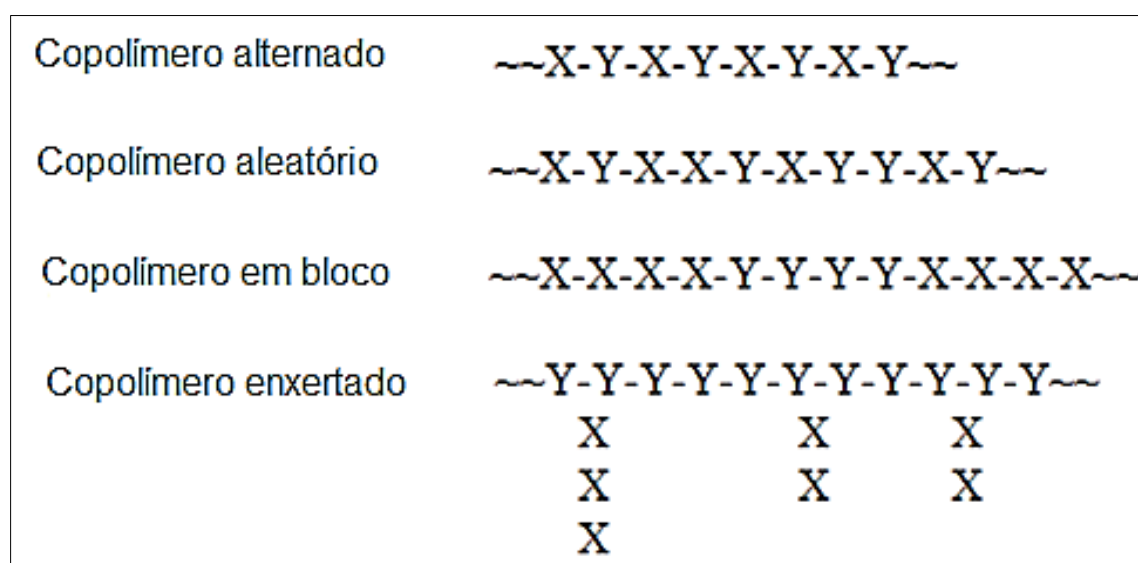 Copolímero alternado ~~X-Y-X-Y-X-Y-X-Y~~
Copolímero aleatório ~~X-Y-X-X-Y-X-Y-Y-X-Y~~
Copolímero em bloco ~~X-X-X-X-Y-Y-Y-Y-X-X-X-X~~
Copolímero enxertado ~~Y-Y-Y-Y-Y-Y-Y-Y-Y-Y-Y~~
X X X
X X X
X